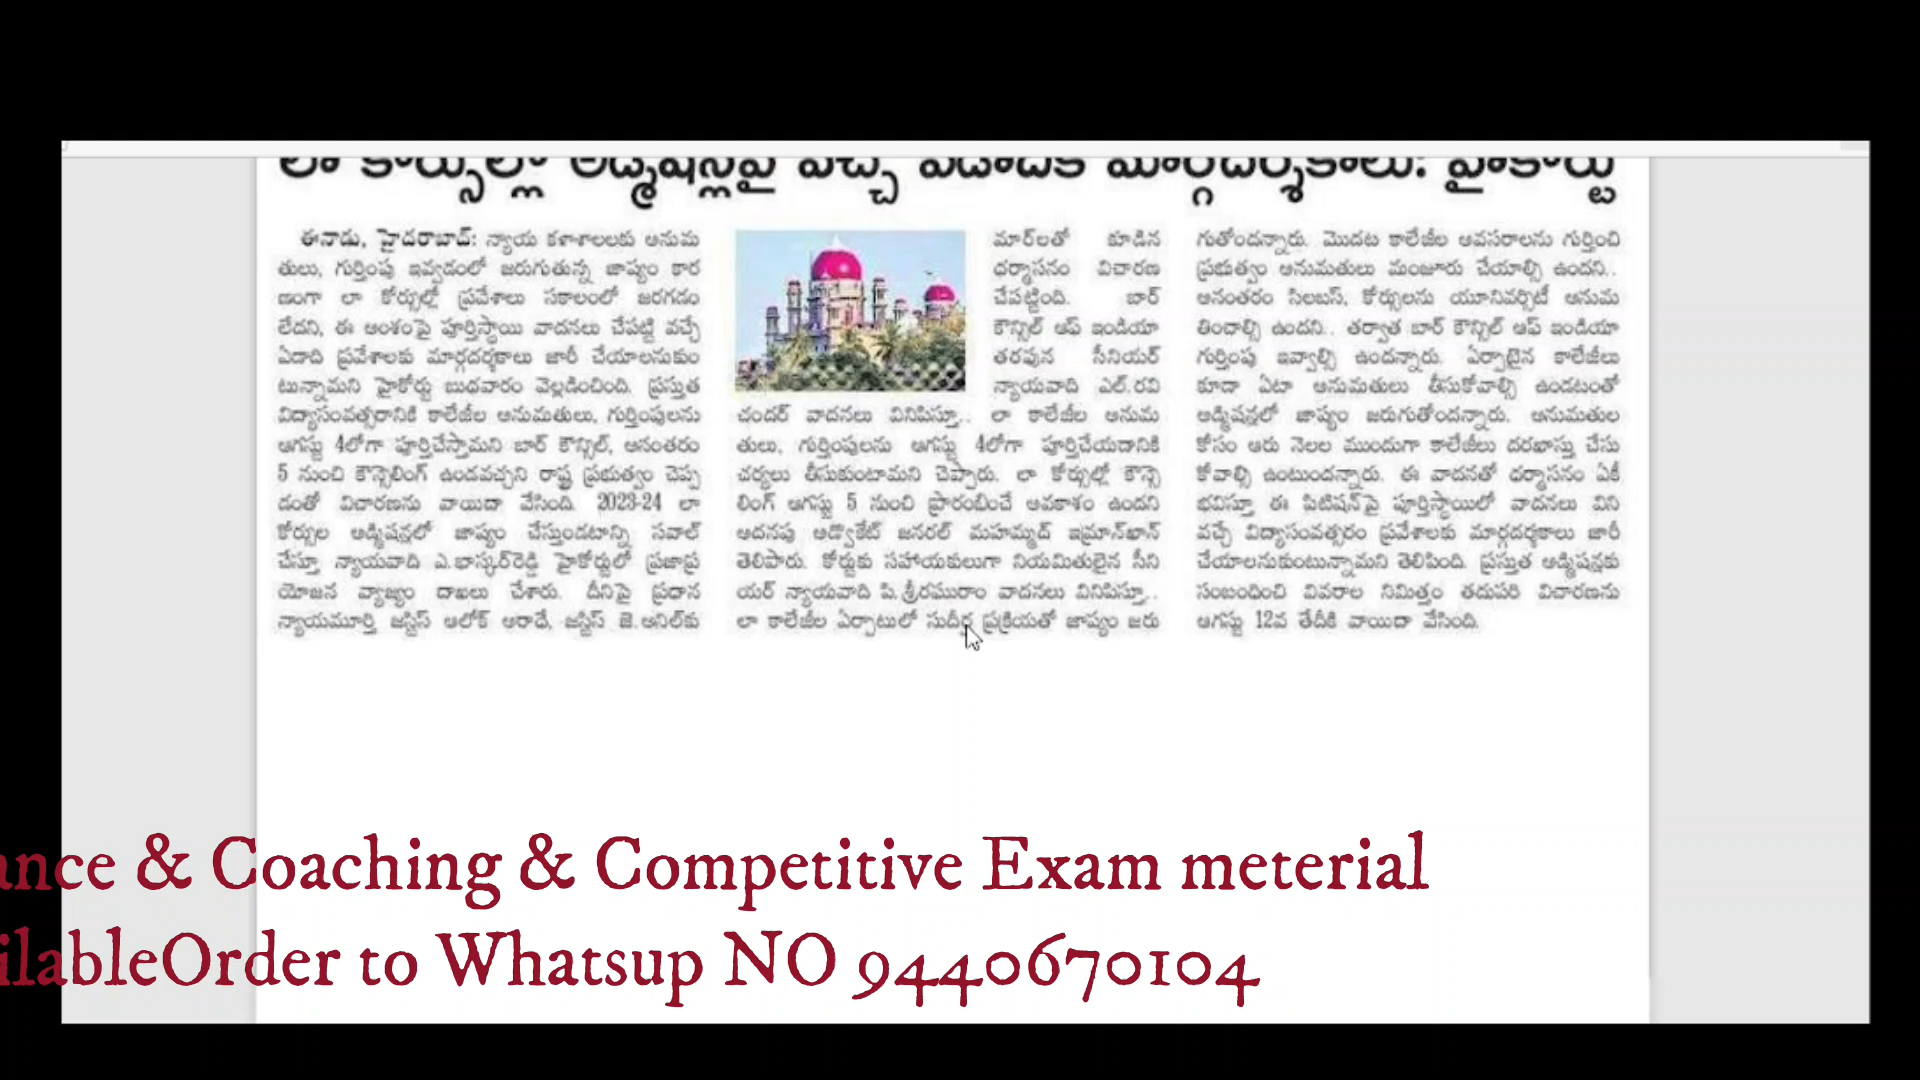 లా కోర్సుల్లో అడ్మిషన్లపై వచ్చే ఏడాదికి మార్గదర్శకాలు: హైకోర్టు
ఈనాడు, హైదరాబాద్: న్యాయ కళాశాలలకు అనుమ
తులు, గుర్తింపు ఇవ్వడంలో జరుగుతున్న జాప్యం కార
ణంగా లా కోర్సుల్లో ప్రవేశాలు సకాలంలో జరగడం
లేదని, ఈ అంశంపై పూర్తిస్థాయి వాదనలు చేపట్టి వచ్చే
ఏడాది ప్రవేశాలకు మార్గదర్శకాలు జారీ చేయాలనుకుం
టున్నామని హైకోర్టు బుధవారం వెల్లడించింది. ప్రస్తుత
విద్యాసంవత్సరానికి కాలేజీల అనుమతులు, గుర్తింపులను
ఆగస్టు 4లోగా పూర్తిచేస్తామని బార్ కౌన్సిల్, అనంతరం
5 నుంచి కౌన్సెలింగ్ ఉండవచ్చని రాష్ట్ర ప్రభుత్వం చెప్ప
డంతో విచారణను వాయిదా వేసింది. 2023-24 లా
కోర్సుల అడ్మిషన్లలో జాప్యం చేస్తుండటాన్ని సవాల్
చేస్తూ న్యాయవాది ఎ.భాస్కర్‌రెడ్డి హైకోర్టులో ప్రజాప్ర
యోజన వ్యాజ్యం దాఖలు చేశారు. దీనిపై ప్రధాన
న్యాయమూర్తి జస్టిస్ ఆలోక్ అరాధే, జస్టిస్ జె.అనిల్‌కు
మార్‌లతో కూడిన
ధర్మాసనం విచారణ
చేపట్టింది. బార్
కౌన్సిల్ ఆఫ్ ఇండియా
తరఫున సీనియర్
న్యాయవాది ఎల్.రవి
చందర్ వాదనలు వినిపిస్తూ.. లా కాలేజీల అనుమ
తులు, గుర్తింపులను ఆగస్టు 4లోగా పూర్తిచేయడానికి
చర్యలు తీసుకుంటామని చెప్పారు. లా కోర్సుల్లో కౌన్సె
లింగ్ ఆగస్టు 5 నుంచి ప్రారంభించే అవకాశం ఉందని
అదనపు అడ్వొకేట్ జనరల్ మహమ్మద్ ఇమ్రాన్‌ఖాన్
తెలిపారు. కోర్టుకు సహాయకులుగా నియమితులైన సీని
యర్ న్యాయవాది పి.శ్రీరఘురాం వాదనలు వినిపిస్తూ..
లా కాలేజీల ఏర్పాటులో సుదీర్ఘ ప్రక్రియతో జాప్యం జరు
గుతోందన్నారు. మొదట కాలేజీల అవసరాలను గుర్తించి
ప్రభుత్వం అనుమతులు మంజూరు చేయాల్సి ఉందని..
అనంతరం సిలబస్, కోర్సులను యూనివర్సిటీ అనుమ
తించాల్సి ఉందని.. తర్వాత బార్ కౌన్సిల్ ఆఫ్ ఇండియా
గుర్తింపు ఇవ్వాల్సి ఉందన్నారు. ఏర్పాటైన కాలేజీలు
కూడా ఏటా అనుమతులు తీసుకోవాల్సి ఉండటంతో
అడ్మిషన్లలో జాప్యం జరుగుతోందన్నారు. అనుమతుల
కోసం ఆరు నెలల ముందుగా కాలేజీలు దరఖాస్తు చేసు
కోవాల్సి ఉంటుందన్నారు. ఈ వాదనతో ధర్మాసనం ఏకీ
భవిస్తూ ఈ పిటిషన్‌పై పూర్తిస్థాయిలో వాదనలు విని
వచ్చే విద్యాసంవత్సరం ప్రవేశాలకు మార్గదర్శకాలు జారీ
చేయాలనుకుంటున్నామని తెలిపింది. ప్రస్తుత అడ్మిషన్లకు
సంబంధించి వివరాల నిమిత్తం తదుపరి విచారణను
ఆగస్టు 12వ తేదీకి వాయిదా వేసింది.
ance & Coaching & Competitive Exam meterial
ilableOrder to Whatsup NO 9440670104